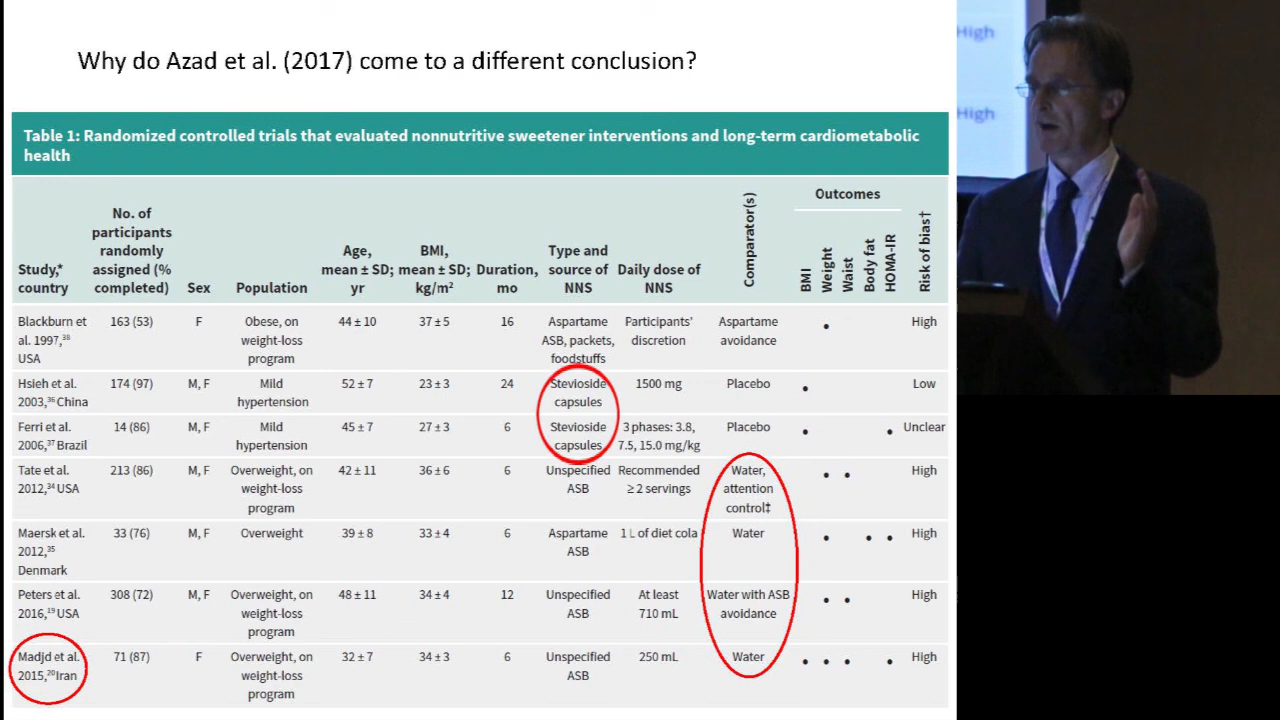 Why do Azad et al. (2017) come to a different conclusion?
Table 1: Randomized controlled trials that evaluated nonnutritive sweetener interventions and long-term cardiometabolic
health
Study,*
country
No. of
participants
randomly
assigned (%
completed)
Sex
Population
Age,
mean ± SD;
yr
BMI,
mean ± SD;
kg/m²
Duration,
mo
Type and
source of
NNS
Daily dose of
NNS
Comparator(s)
Outcomes
BMI
Weight
Waist
Body fat
HOMA-IR
Risk of bias†
Blackburn et
al. 1997,³⁸
USA
163 (53)
F
Obese, on
weight-loss
program
44 ± 10
37 ± 5
16
Aspartame
ASB, packets,
foodstuffs
Participants'
discretion
Aspartame
avoidance
•
High
Hsieh et al.
2003,³⁶ China
174 (97)
M, F
Mild
hypertension
52 ± 7
23 ± 3
24
Stevioside
capsules
1500 mg
Placebo
•
Low
Ferri et al.
2006,³⁷ Brazil
14 (86)
M, F
Mild
hypertension
45 ± 7
27 ± 3
6
Stevioside
capsules
3 phases: 3.8,
7.5, 15.0 mg/kg
Placebo
• •
Unclear
Tate et al.
2012,³⁴ USA
213 (86)
M, F
Overweight, on
weight-loss
program
42 ± 11
36 ± 6
6
Unspecified
ASB
Recommended
≥ 2 servings
Water,
attention
control‡
• •
High
Maersk et al.
2012,³⁵
Denmark
33 (76)
M, F
Overweight
39 ± 8
33 ± 4
6
Aspartame
ASB
1 L of diet cola
Water
• • •
High
Peters et al.
2016,¹⁹ USA
308 (72)
M, F
Overweight, on
weight-loss
program
48 ± 11
34 ± 4
12
Unspecified
ASB
At least
710 mL
Water with ASB
avoidance
• •
High
Madjd et al.
2015,²⁰ Iran
71 (87)
F
Overweight, on
weight-loss
program
32 ± 7
34 ± 3
6
Unspecified
ASB
250 mL
Water
• • • •
High
High
High